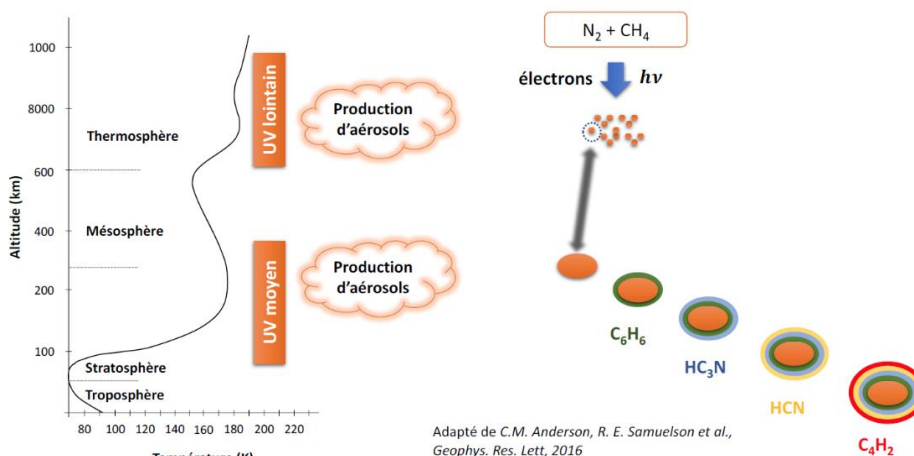 1000
8000
600
400
200
100
Altitude (km)
Thermosphère
Mésosphère
Stratosphère
Troposphère
80 100 120 140 160 180 200 220
Température (K)
UV lointain
Production
d'aérosols
UV moyen
Production
d'aérosols
N₂ + CH₄
électrons hν
C₆H₆
HC₃N
HCN
C₄H₂
Adapté de C.M. Anderson, R. E. Samuelson et al.,
Geophys. Res. Lett, 2016